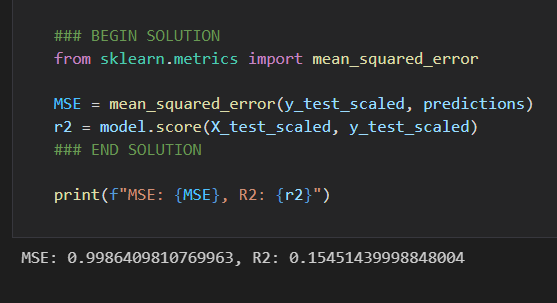 ### BEGIN SOLUTION
from sklearn.metrics import mean_squared_error
MSE = mean_squared_error(y_test_scaled, predictions)
r2 = model.score(X_test_scaled, y_test_scaled)
### END SOLUTION
print(f"MSE: {MSE}, R2: {r2}")
MSE: 0.9986409810769963, R2: 0.15451439998848004